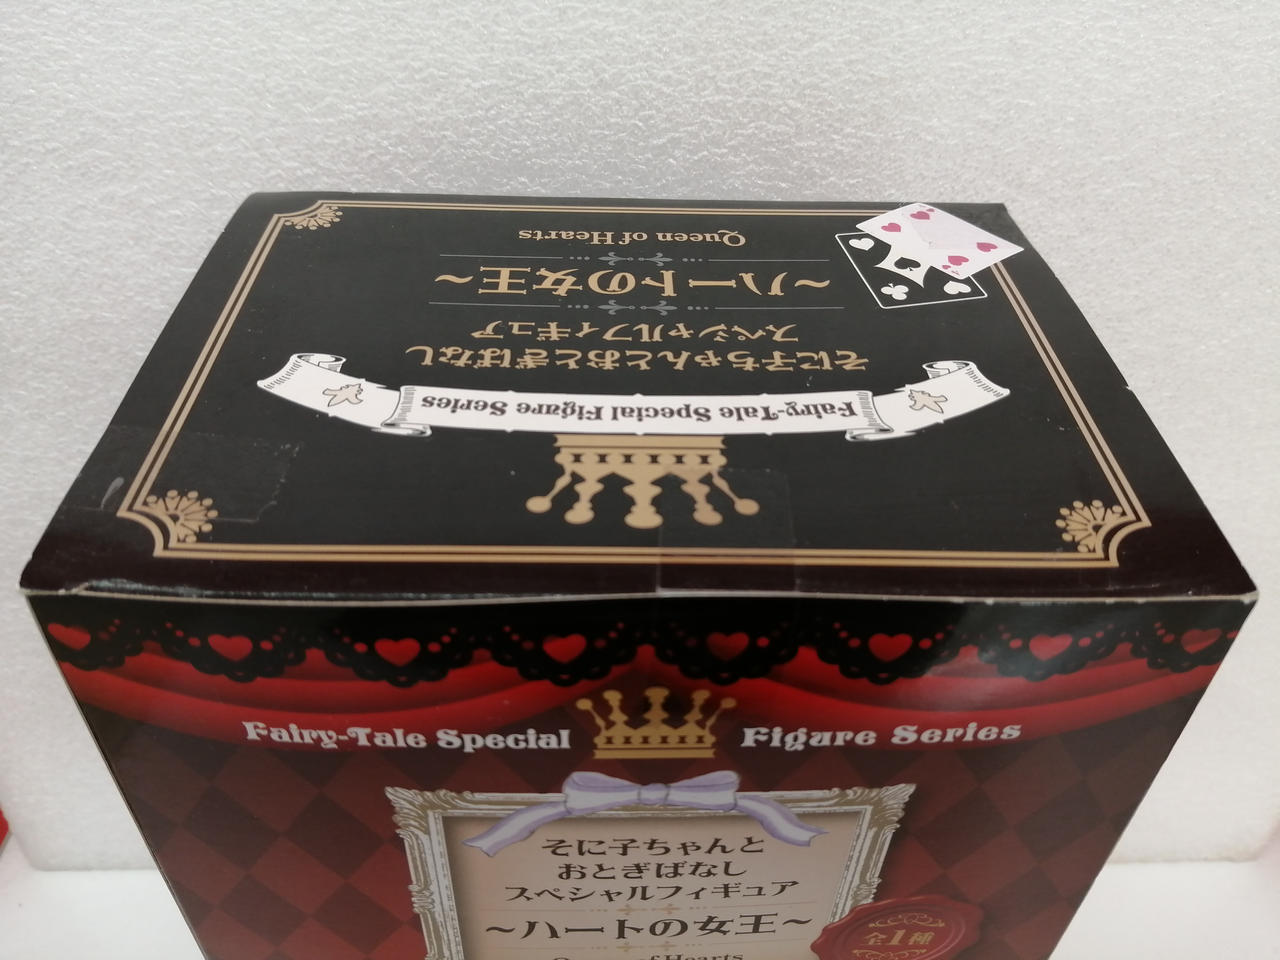 Queen of Hearts
~ハートの女王~
スペシャルフィギュア
そに子ちゃんとおとぎばなし
Fairy-Tale Special Figure Series
Fairy-Tale Special Figure Series
そに子ちゃんと
おとぎばなし
スペシャルフィギュア
~ハートの女王~
Queen of Hearts
全1種